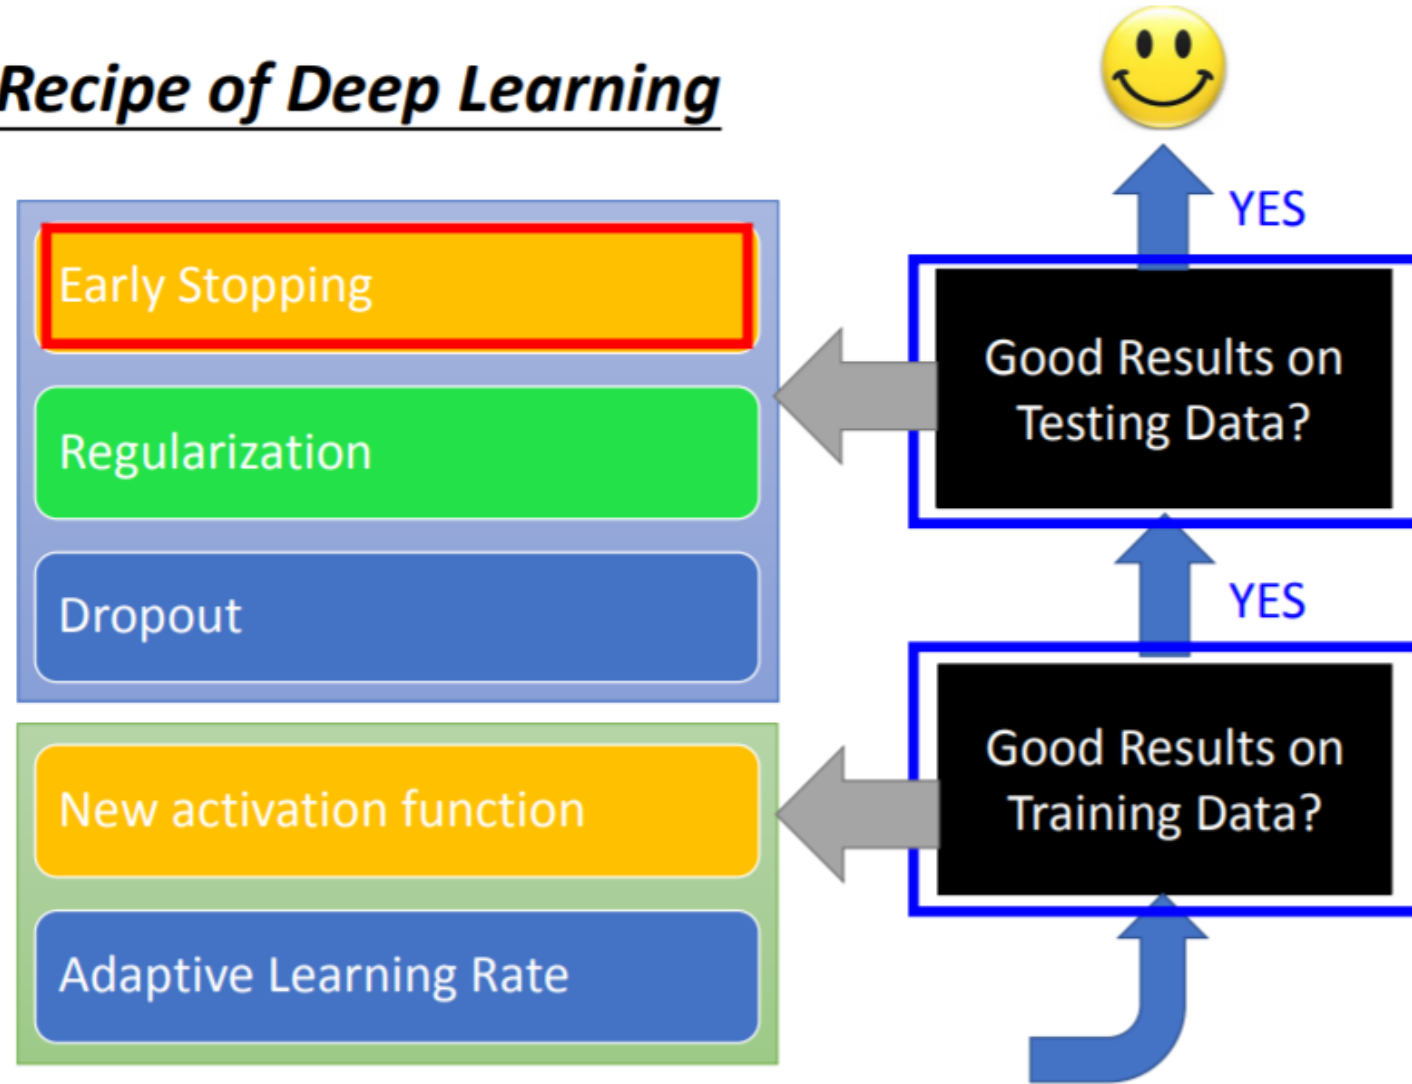 Recipe of Deep Learning
YES
Early Stopping
Good Results on
Testing Data?
Regularization
Dropout
YES
New activation function
Good Results on
Training Data?
Adaptive Learning Rate